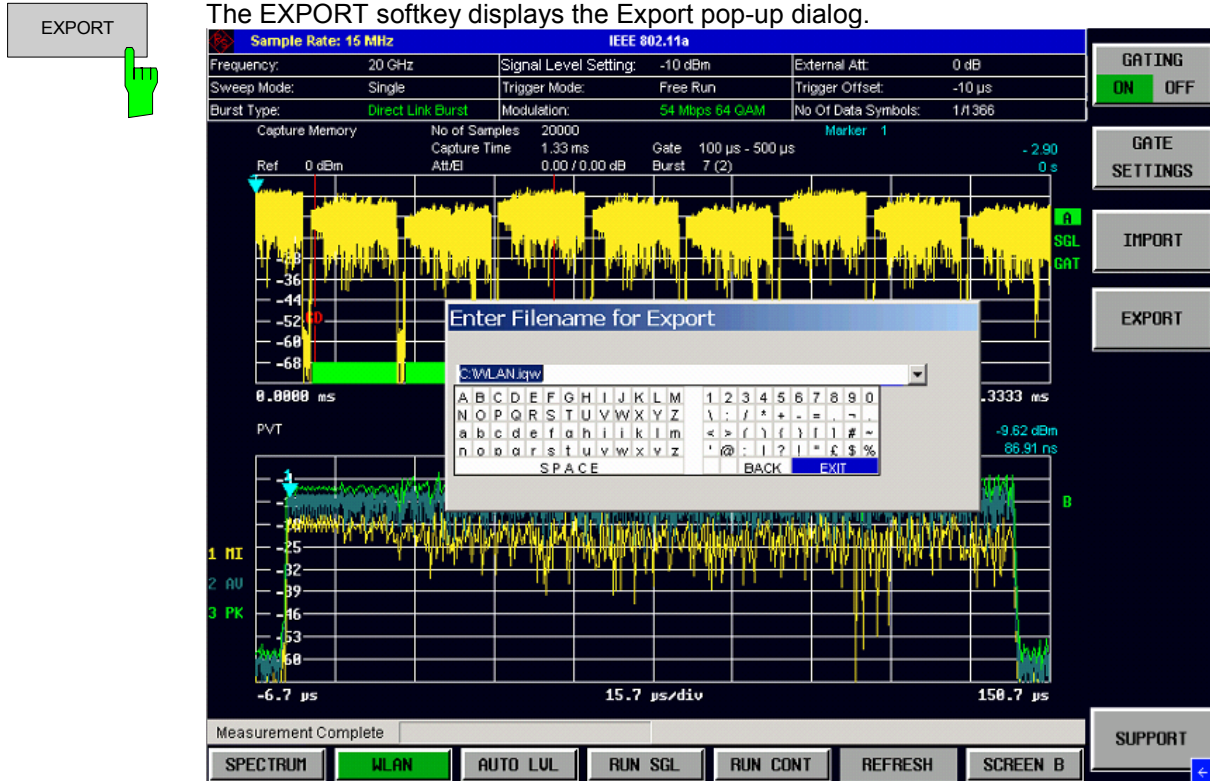 EXPORT
The EXPORT softkey displays the Export pop-up dialog.
Sample Rate: 15 MHz IEEE 802.11a
Frequency: 20 GHz Signal Level Setting: -10 dBm External Att: 0 dB
Sweep Mode: Single Trigger Mode: Free Run Trigger Offset: -10 µs
Burst Type: Direct Link Burst Modulation: 54 Mbps 64 QAM No Of Data Symbols: 1/1366
Capture Memory No of Samples 20000 Marker 1
Capture Time 1.33 ms Gate 100 µs - 500 µs - 2.90
Ref 0 dBm Att/El 0.00 / 0.00 dB Burst 7 (2) 0 s
GATING
ON OFF
GATE
SETTINGS
IMPORT
EXPORT
A
SGL
GAT
-28
-36
-44
-52 GD
-60
-68
0.0000 ms .3333 ms
Enter Filename for Export
C:\WLAN.iqw
A B C D E F G H I J K L M 1 2 3 4 5 6 7 8 9 0
N O P Q R S T U V W X Y Z \ : / * + - = . ¬ ,
a b c d e f g h i j k l m < > ( ) { } [ ] # ~
n o p q r s t u v w x y z ' @ ; | ? ! " £ $ %
SPACE BACK EXIT
PVT -9.62 dBm
86.91 ns
1
B
1 MI
2 AV
3 PK
-25
-32
-39
-46
-53
-60
-6.7 µs 15.7 µs/div 150.7 µs
Measurement Complete
SPECTRUM WLAN AUTO LVL RUN SGL RUN CONT REFRESH SCREEN B
SUPPORT